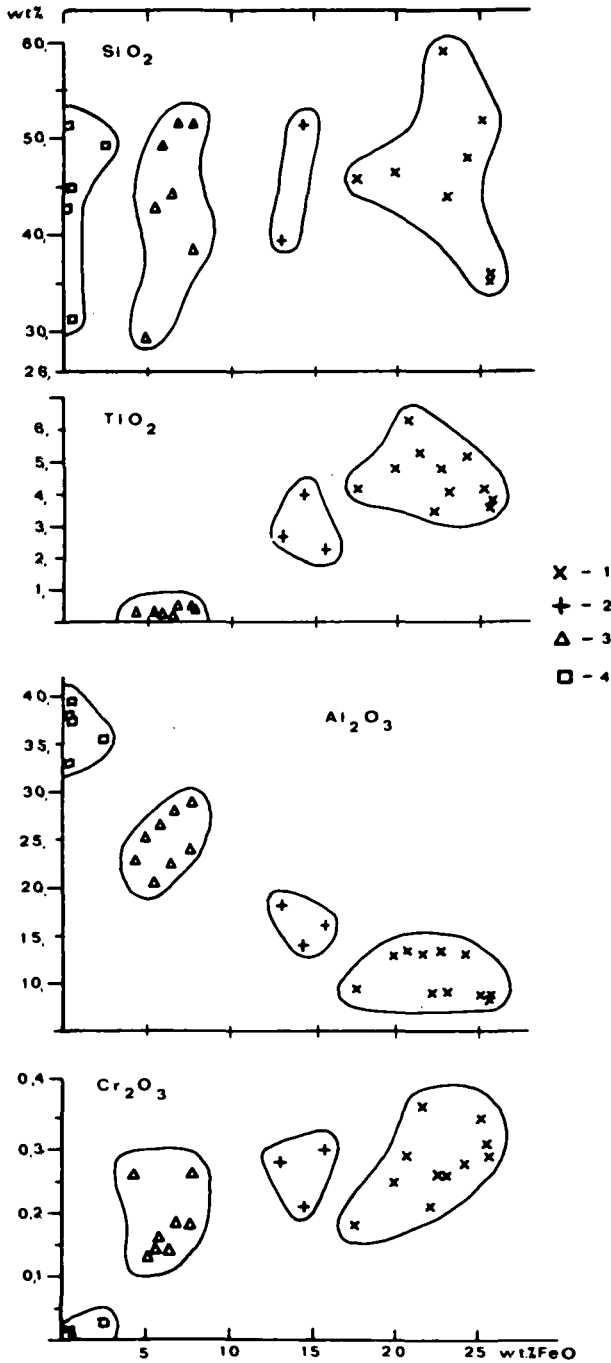 wt%
SiO2
60,
50,
40,
30,
26,
TiO2
6,
5,
4,
3,
2,
1,
× - 1
+ - 2
△ - 3
□ - 4
40,
35,
30,
25,
20,
15,
10,
Al2O3
0,4
0,3
0,2
0,1
Cr2O3
5 10 15 20 25 wt%FeO